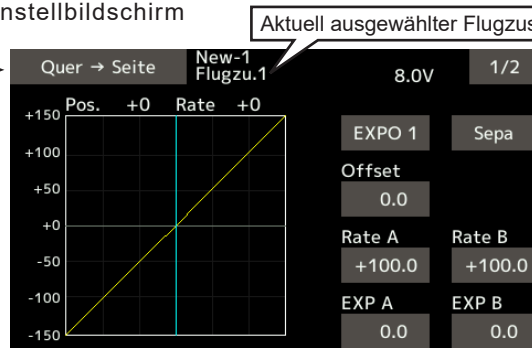 nstellbildschirm
Aktuell ausgewählter Flugzus
Quer → Seite
New-1
Flugzu.1
8.0V
1/2
Pos. +0 Rate +0
+150
+100
+50
+0
-50
-100
-150
EXPO 1
Sepa
Offset
0.0
Rate A Rate B
+100.0 +100.0
EXP A EXP B
0.0 0.0